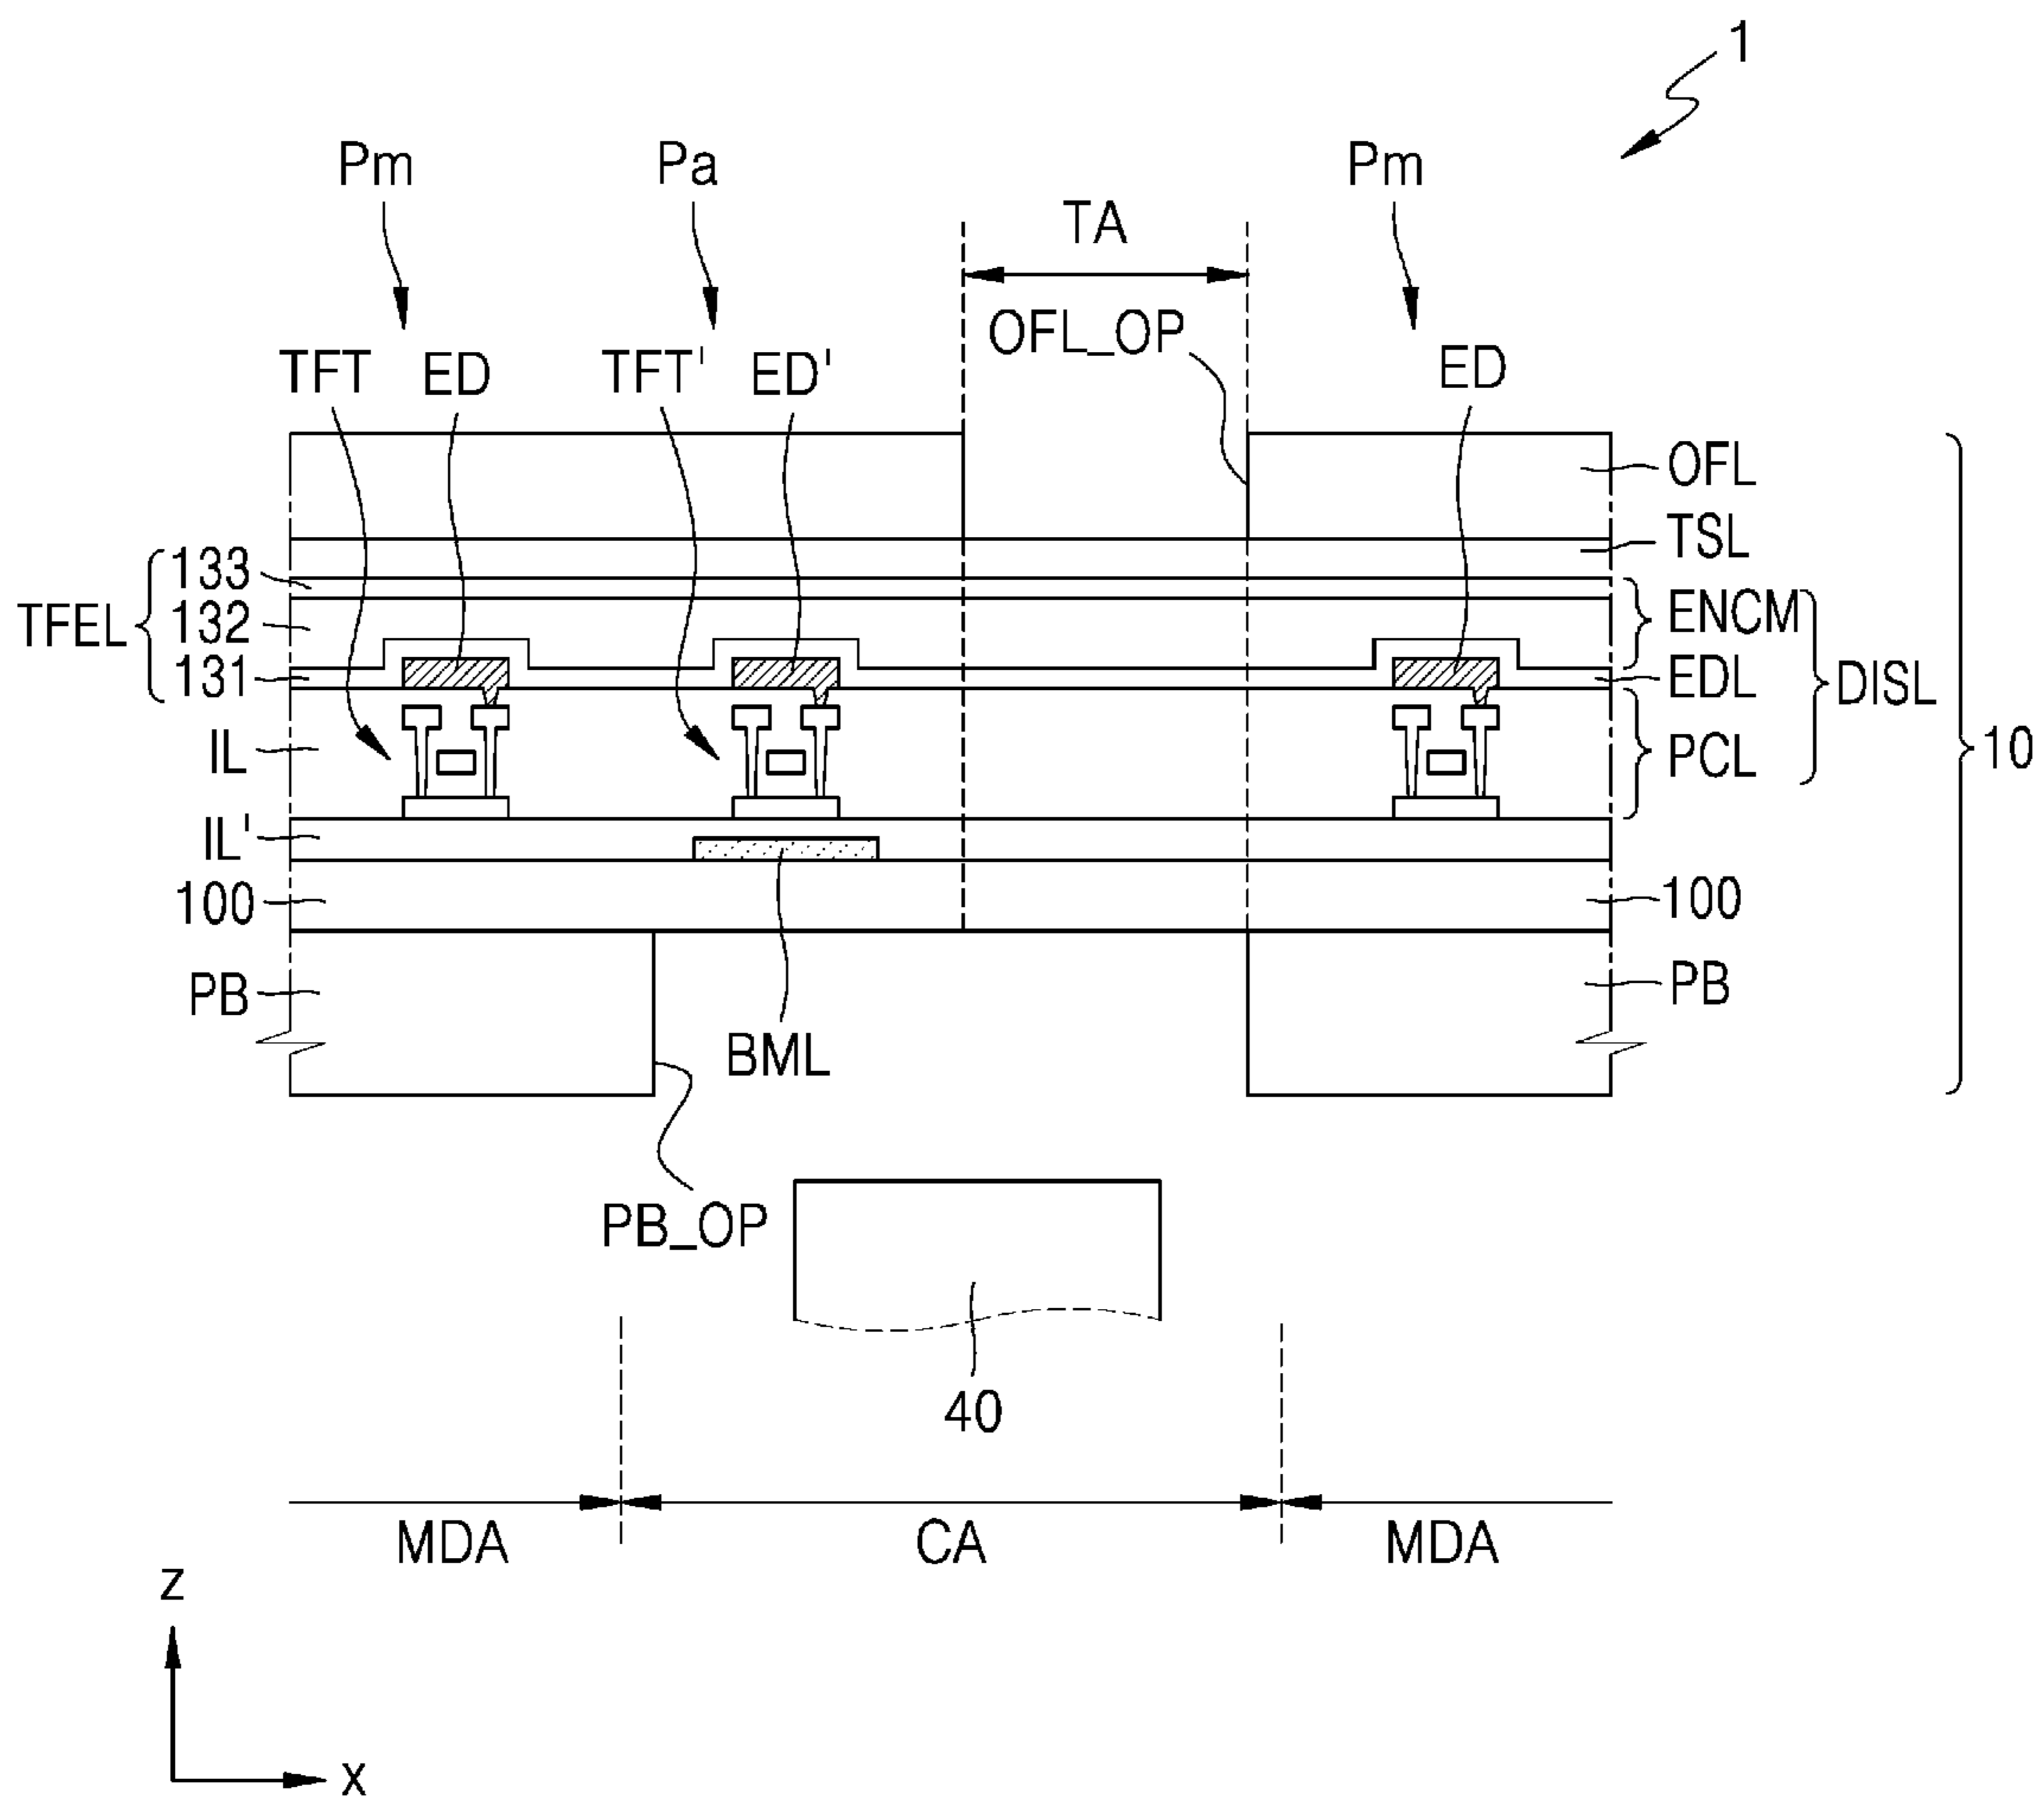 1
Pm Pa Pm
TA
OFL_OP
TFT ED TFT' ED' ED
OFL
TSL
133
TFEL 132 ENCM
131 EDL DISL
IL PCL 10
IL'
100 100
PB PB
BML
PB_OP
40
MDA CA MDA
z
x